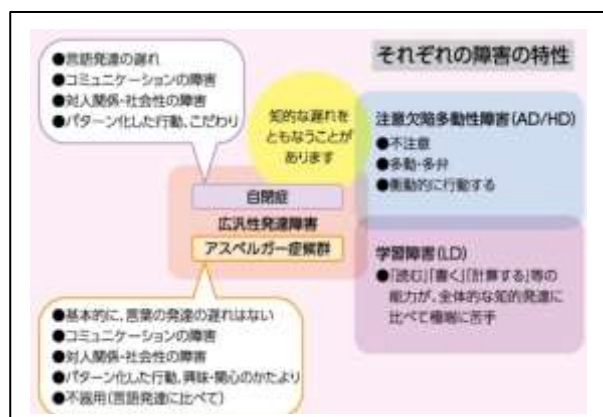 それぞれの障害の特性
●言語発達の遅れ
●コミュニケーションの障害
●対人関係・社会性の障害
●パターン化した行動、こだわり
知的な遅れを
ともなうことが
あります
注意欠陥多動性障害(AD/HD)
●不注意
●多動・多弁
●衝動的に行動する
自閉症
広汎性発達障害
アスペルガー症候群
学習障害(LD)
●「読む」「書く」「計算する」等の
能力が、全体的な知的発達に
比べて極端に苦手
●基本的に、言葉の発達の遅れはない
●コミュニケーションの障害
●対人関係・社会性の障害
●パターン化した行動、興味・関心のかたより
●不器用(言語発達に比べて)